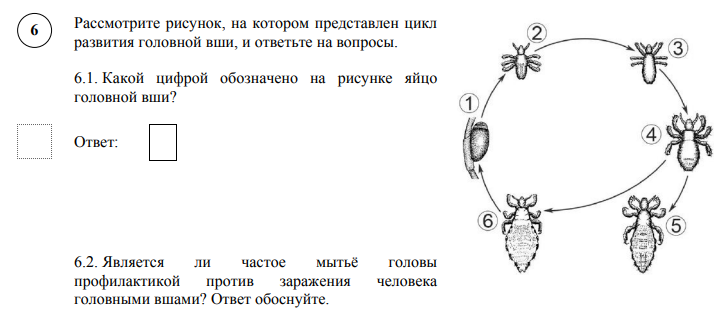 6
Рассмотрите рисунок, на котором представлен цикл
развития головной вши, и ответьте на вопросы.
6.1. Какой цифрой обозначено на рисунке яйцо
головной вши?
Ответ:
6.2. Является ли частое мытьё головы
профилактикой против заражения человека
головными вшами? Ответ обоснуйте.
1
2
3
4
5
6